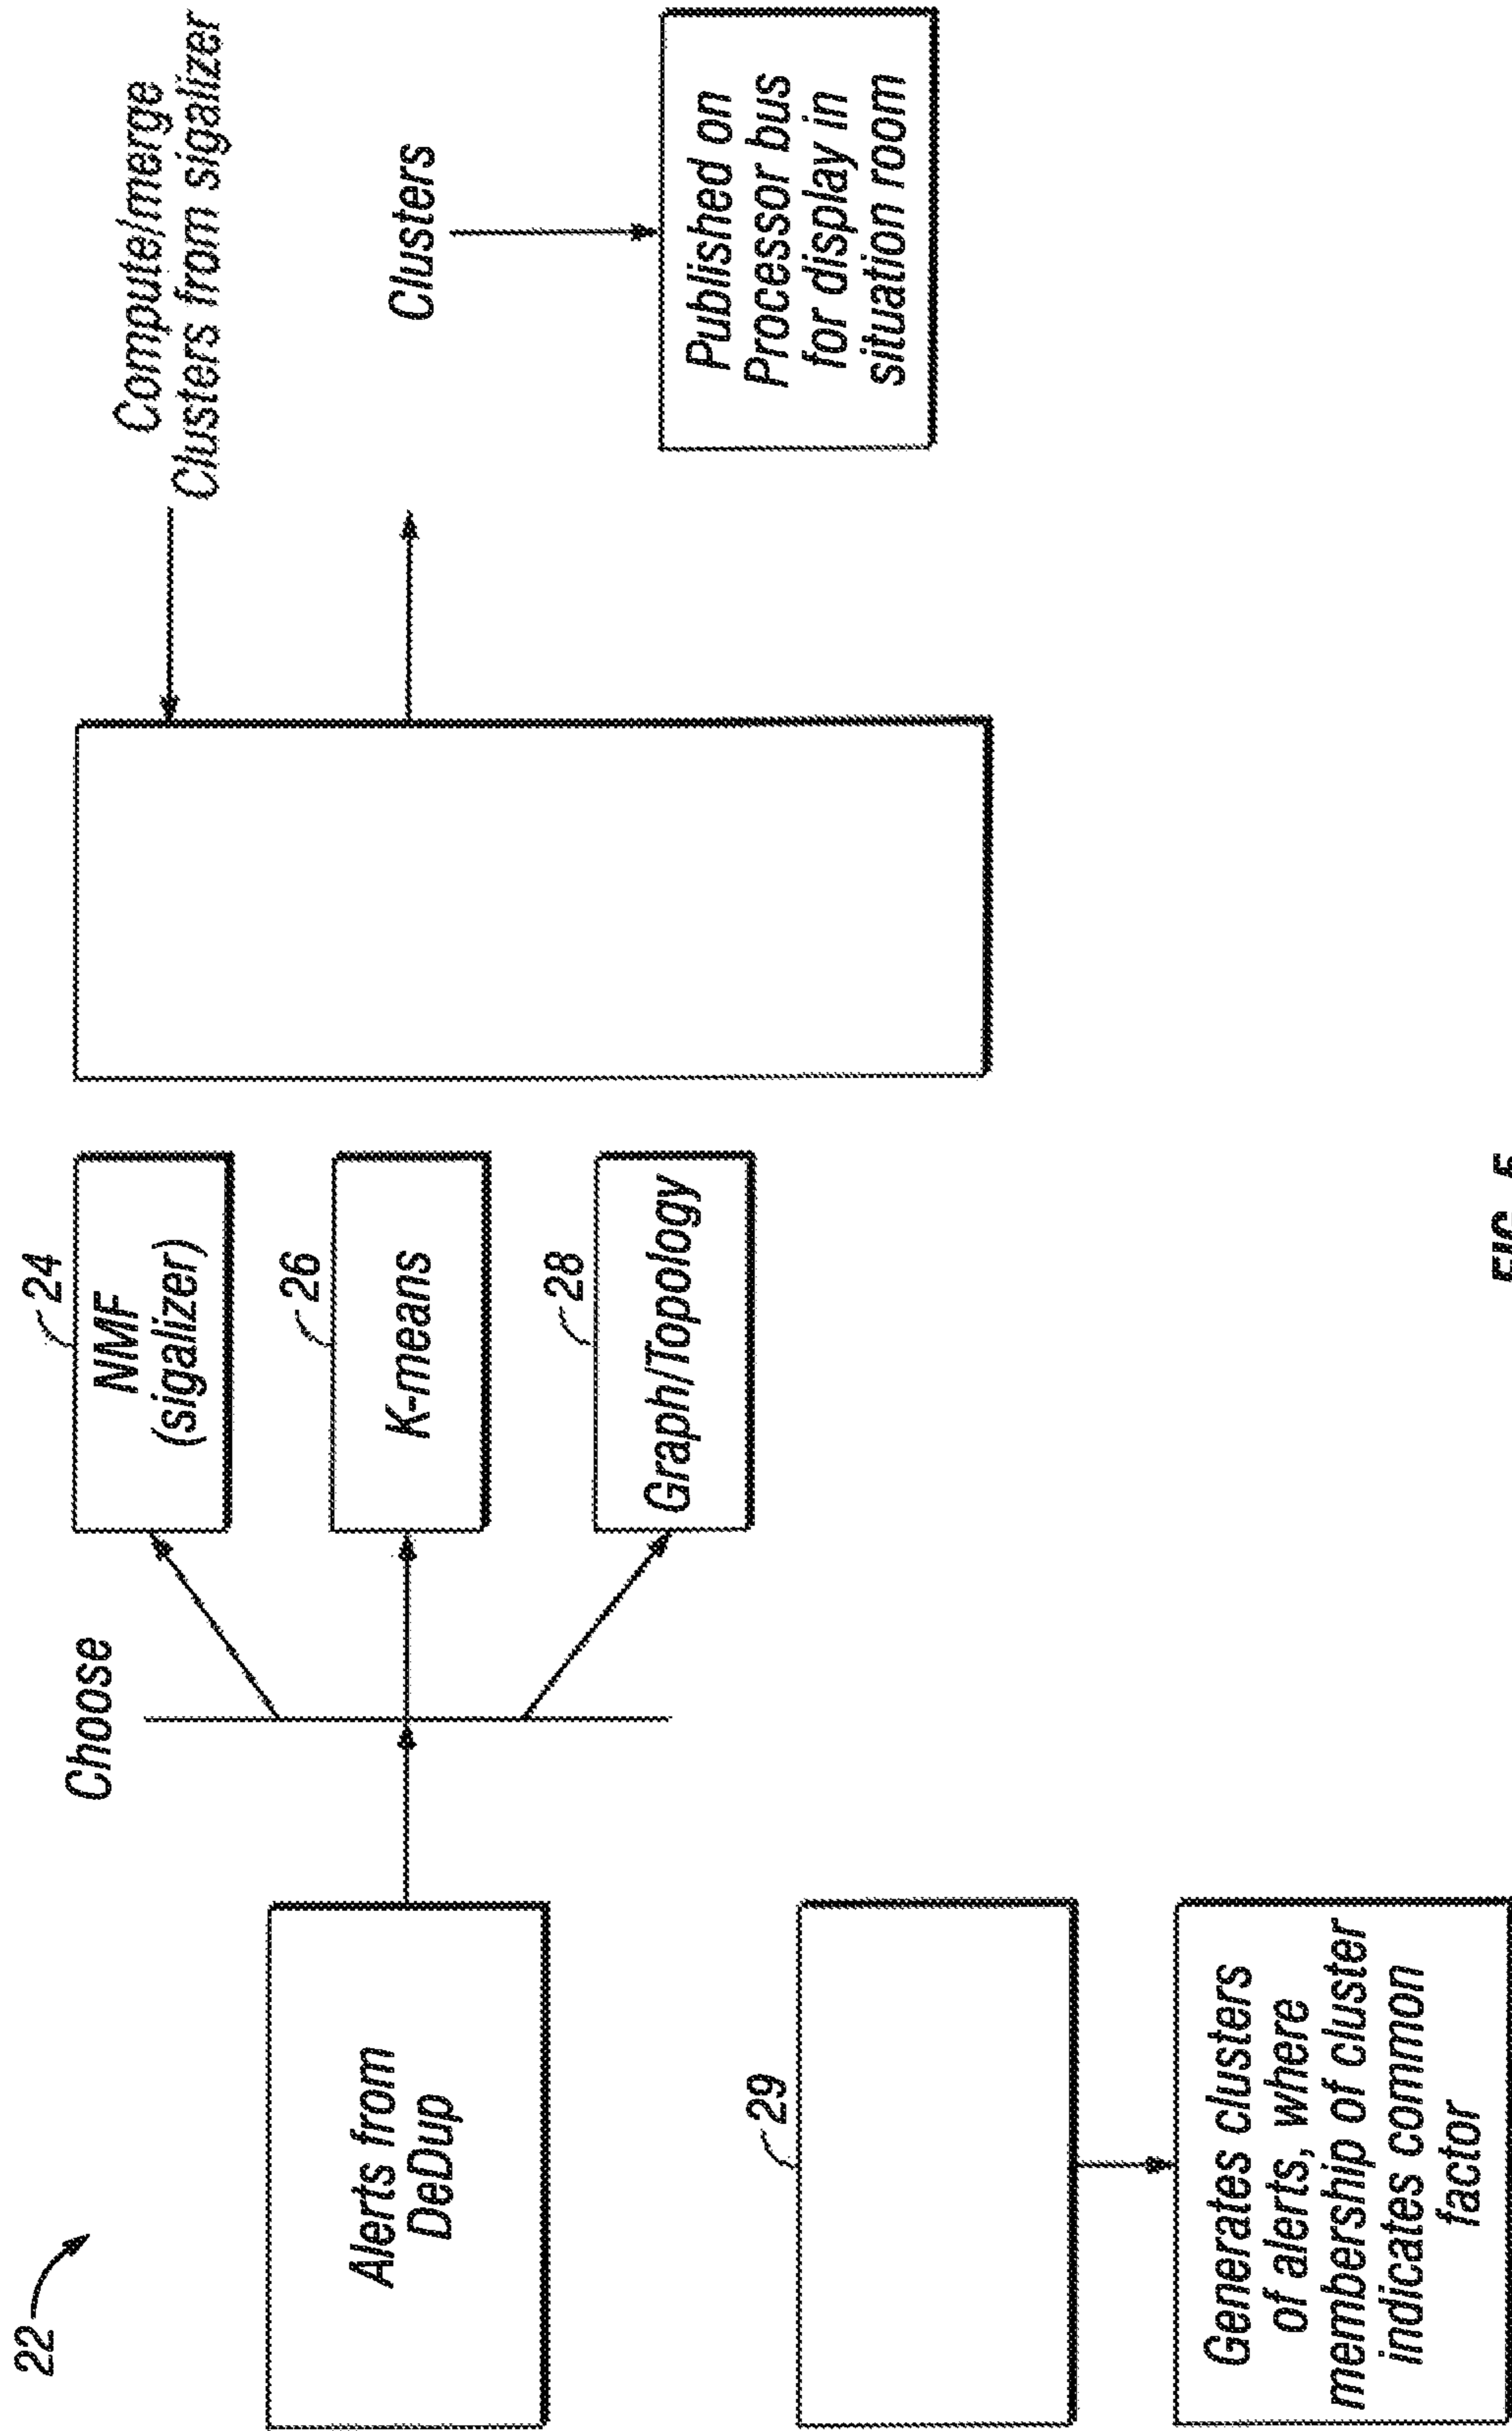 22
Alerts from
DeDup
Choose
24
NMF
(sigalizer)
26
K-means
28
Graph/Topology
Compute/merge
Clusters from sigalizer
Clusters
Published on
Processor bus
for display in
situation room
29
Generates clusters
of alerts, where
membership of cluster
indicates common
factor
FIG. 5